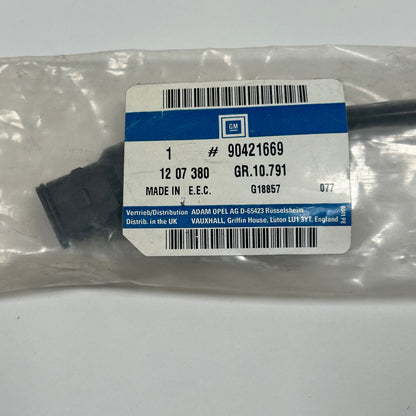 GM
1 # 90421669
12 07 380 GR.10.791
MADE IN E.E.C. G18857 077
Vertrieb/Distribution ADAM OPEL AG D-65423 Rüsselsheim
Distrib. in the UK VAUXHALL, Griffin House, Luton LU1 3YT, England